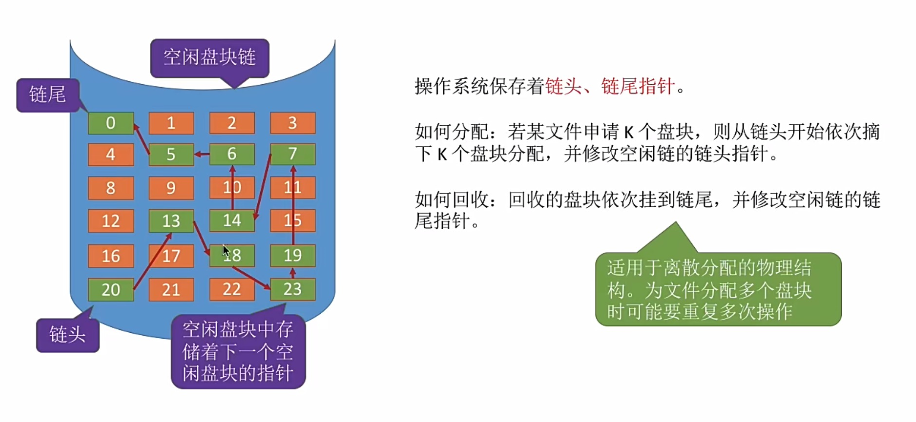 空闲盘块链
链尾
0 1 2 3
4 5 6 7
8 9 10 11
12 13 14 15
16 17 18 19
20 21 22 23
链头
空闲盘块中存
储着下一个空
闲盘块的指针
操作系统保存着链头、链尾指针。
如何分配：若某文件申请 K 个盘块，则从链头开始依次摘
下 K 个盘块分配，并修改空闲链的链头指针。
如何回收：回收的盘块依次挂到链尾，并修改空闲链的链
尾指针。
适用于离散分配的物理结
构。为文件分配多个盘块
时可能要重复多次操作